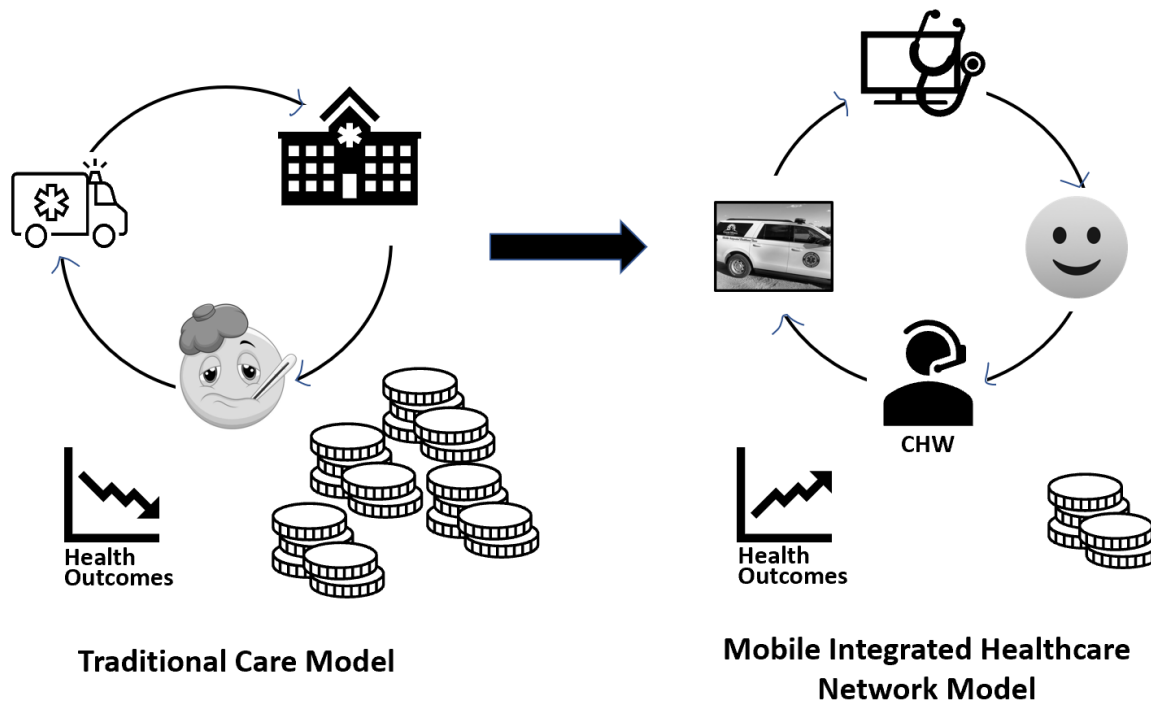 CHW
Health
Outcomes
Health
Outcomes
Traditional Care Model
Mobile Integrated Healthcare
Network Model